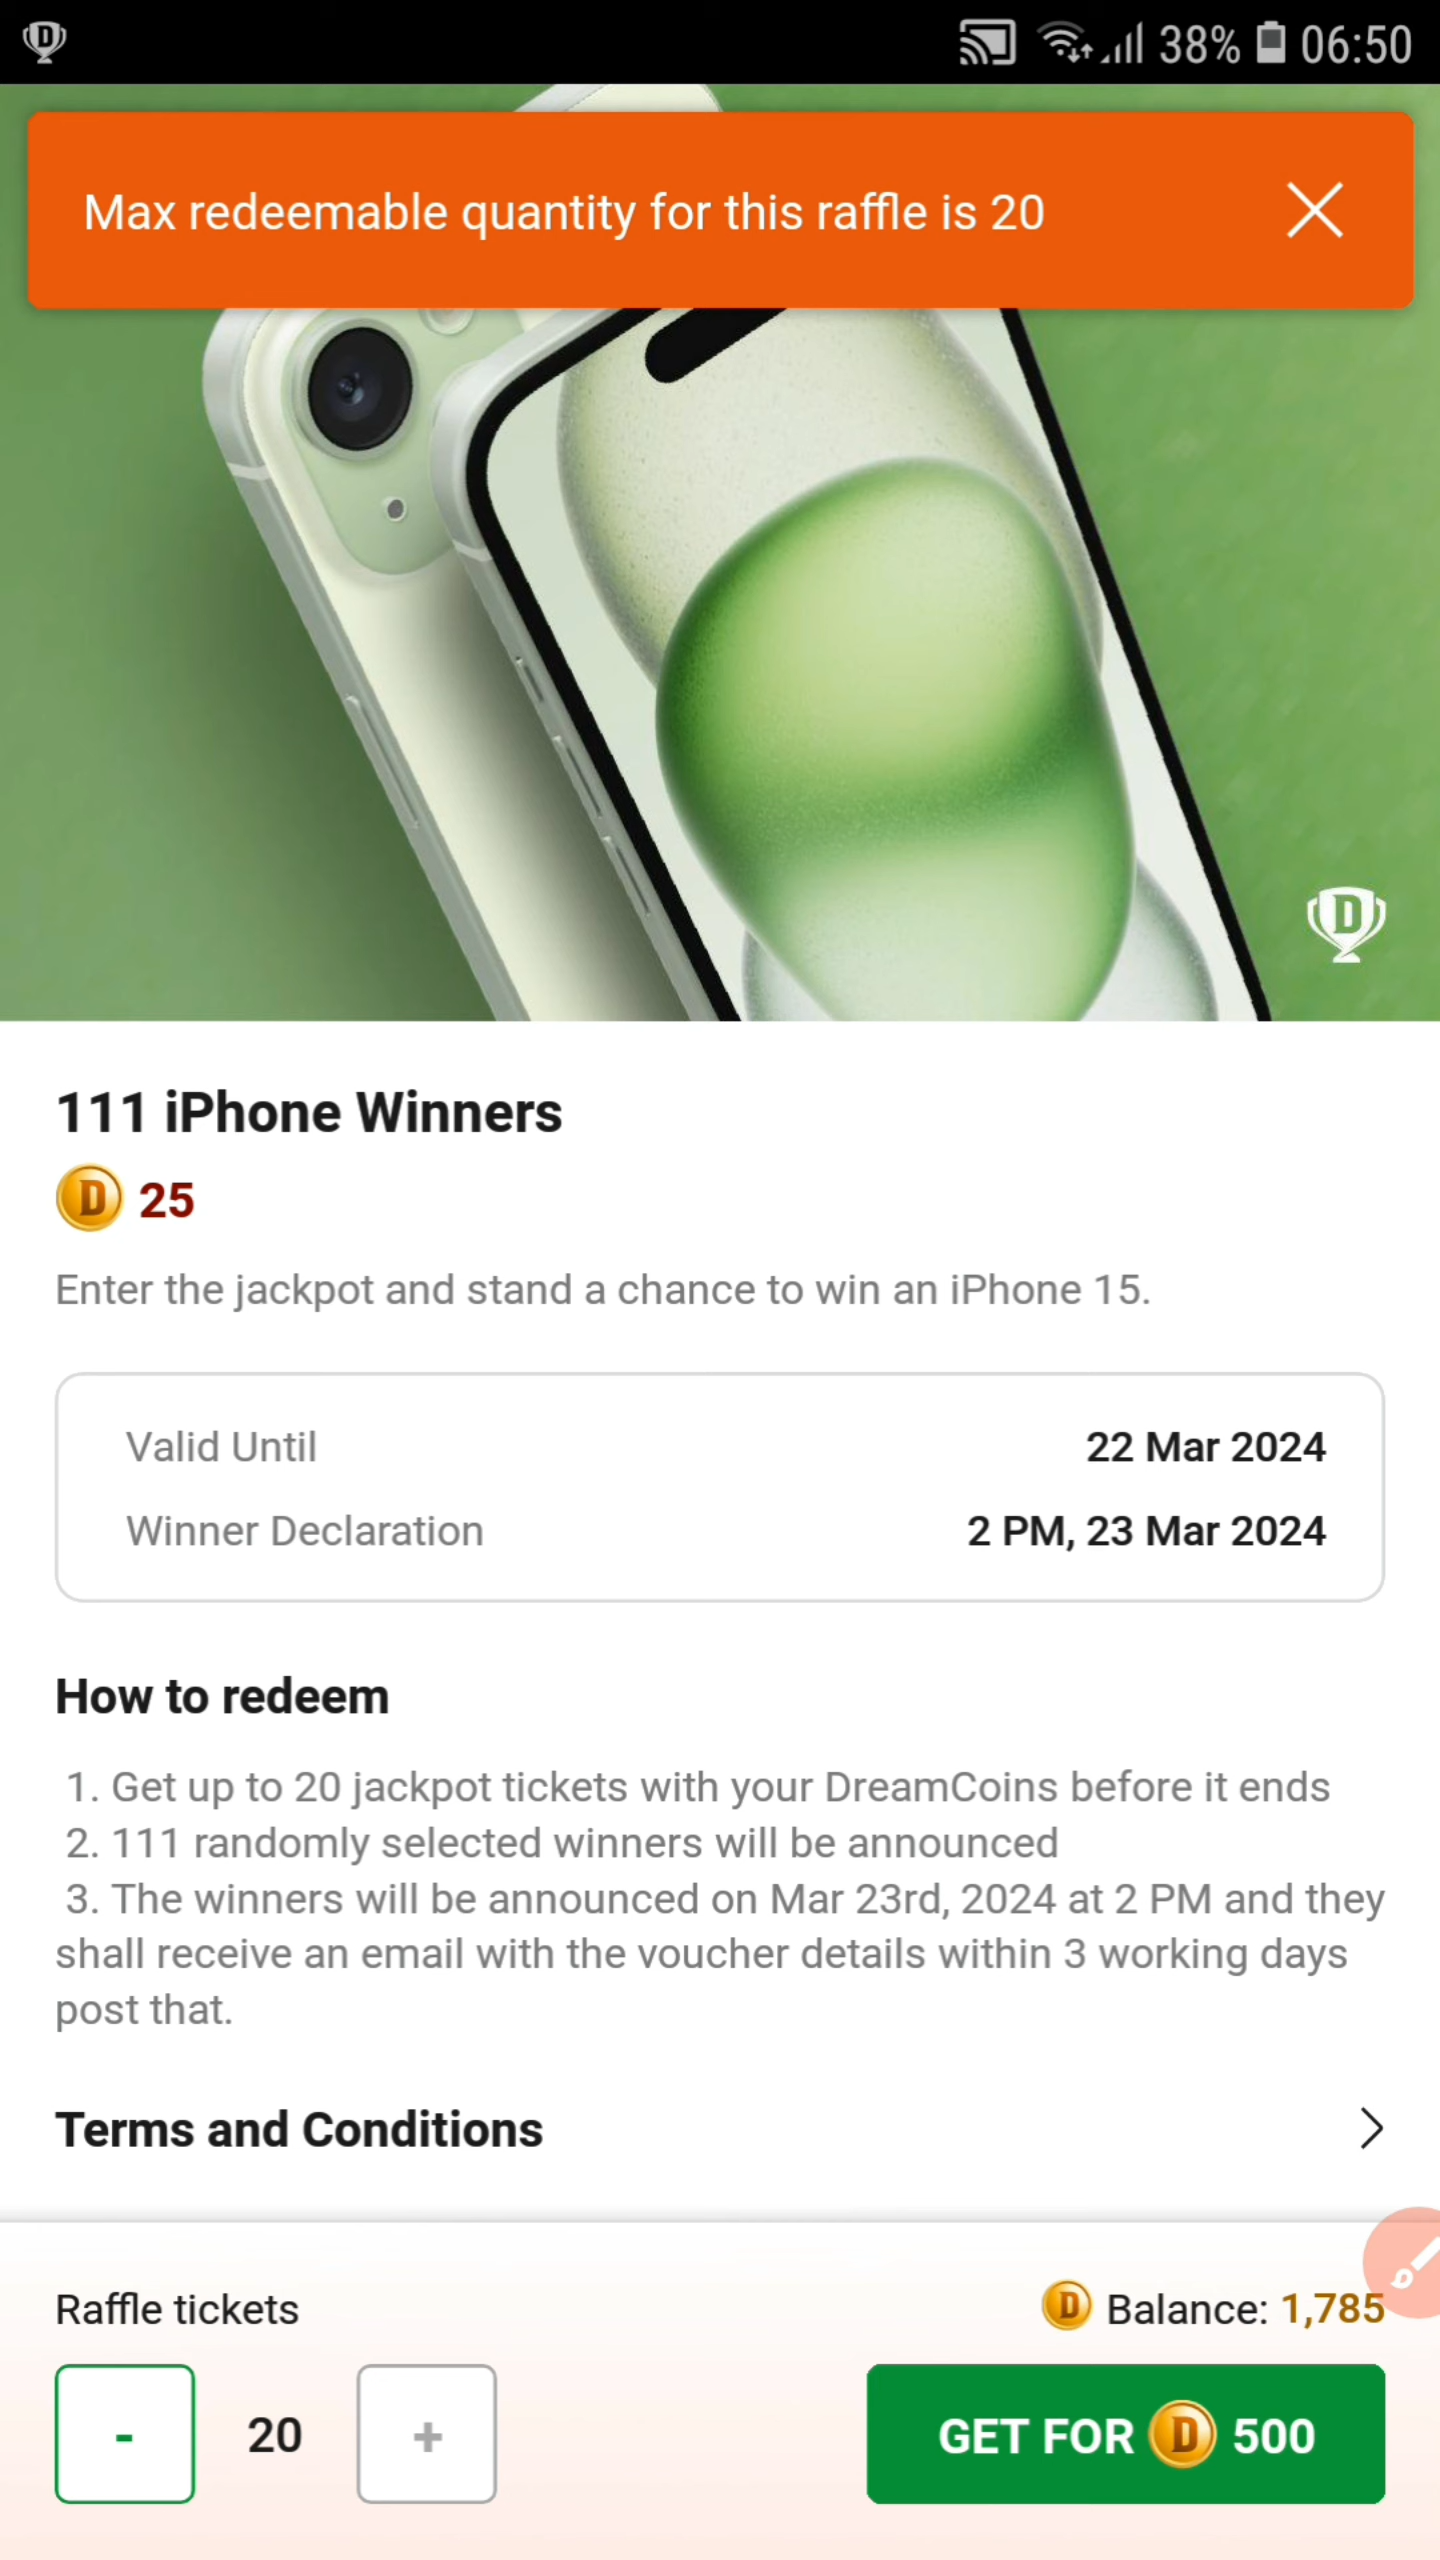 D
38% 06:50
Max redeemable quantity for this raffle is 20
D
111 iPhone Winners
D 25
Enter the jackpot and stand a chance to win an iPhone 15.
Valid Until 22 Mar 2024
Winner Declaration 2 PM, 23 Mar 2024
How to redeem
1. Get up to 20 jackpot tickets with your DreamCoins before it ends
2. 111 randomly selected winners will be announced
3. The winners will be announced on Mar 23rd, 2024 at 2 PM and they
shall receive an email with the voucher details within 3 working days
post that.
Terms and Conditions
Raffle tickets D Balance: 1,785
- 20 + GET FOR D 500